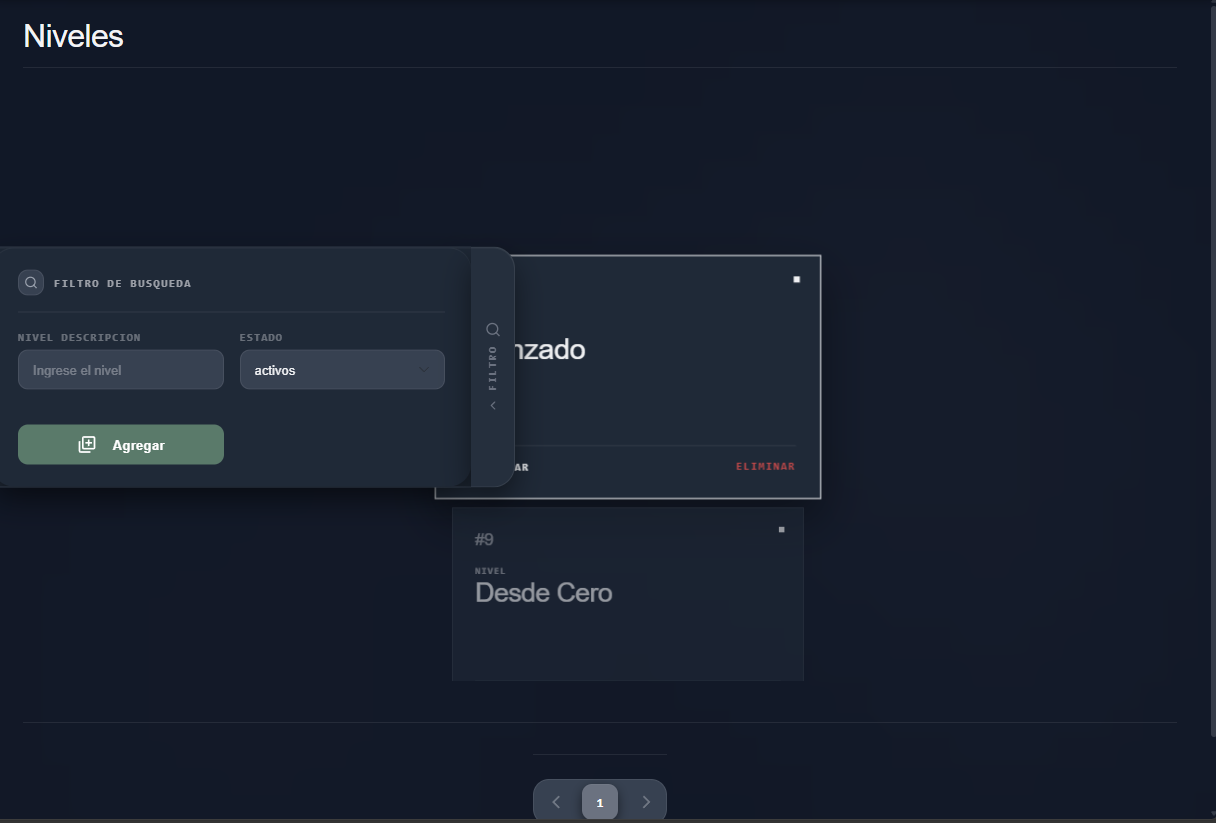 Niveles
FILTRO DE BUSQUEDA
NIVEL DESCRIPCION
ESTADO
Ingrese el nivel
activos
Agregar
FILTRO
nzado
AR
ELIMINAR
#9
NIVEL
Desde Cero
1